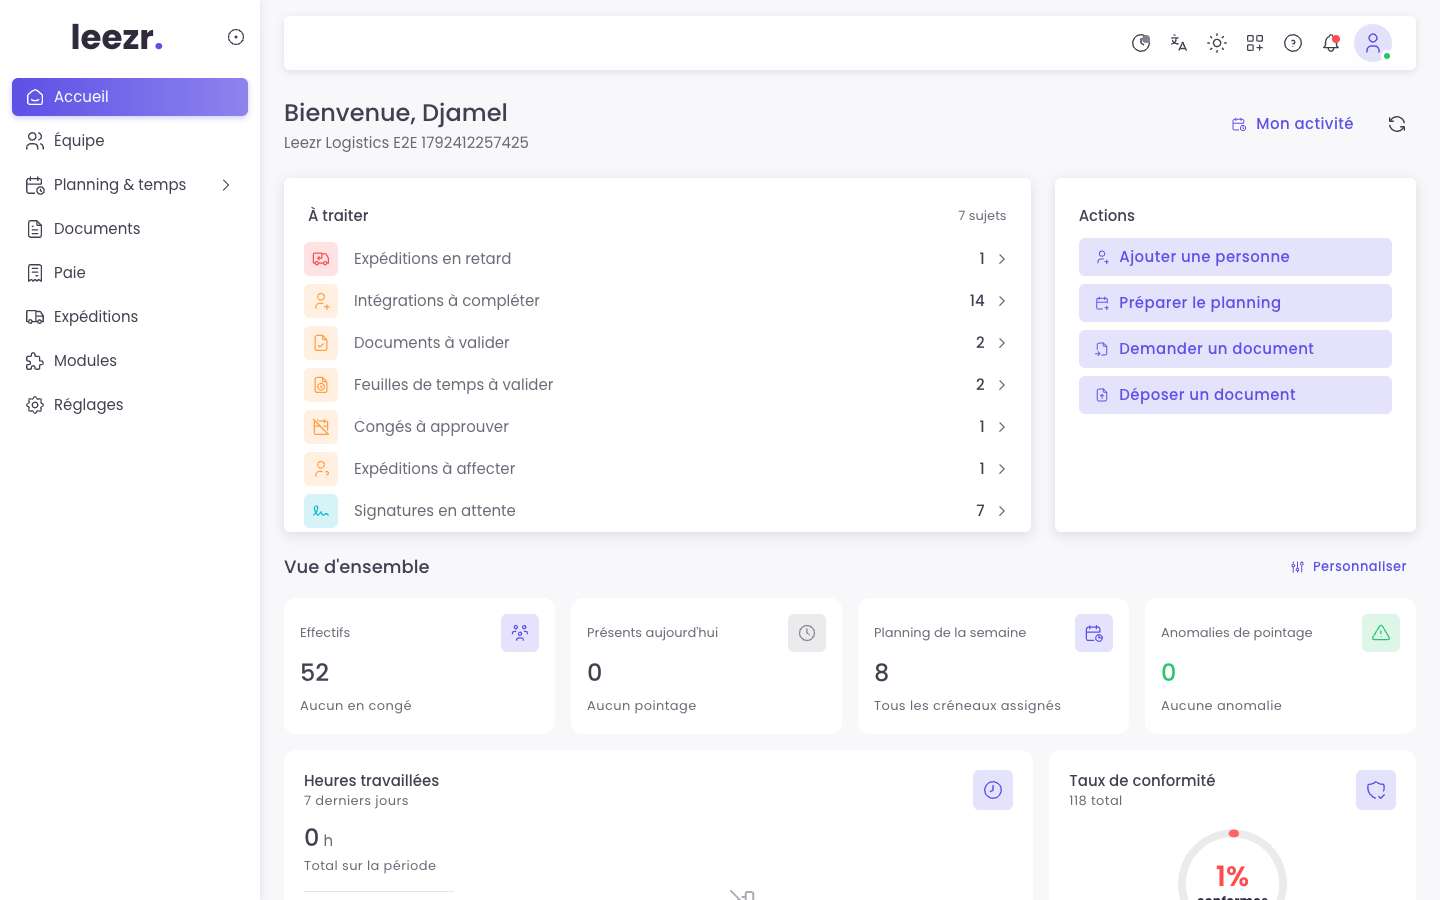 leezr.
Accueil
Équipe
Planning & temps
Documents
Paie
Expéditions
Modules
Réglages
Bienvenue, Djamel
Leezr Logistics E2E 1792412257425
Mon activité
À traiter
7 sujets
Expéditions en retard
1
Intégrations à compléter
14
Documents à valider
2
Feuilles de temps à valider
2
Congés à approuver
1
Expéditions à affecter
1
Signatures en attente
7
Actions
Ajouter une personne
Préparer le planning
Demander un document
Déposer un document
Vue d'ensemble
Personnaliser
Effectifs
52
Aucun en congé
Présents aujourd'hui
0
Aucun pointage
Planning de la semaine
8
Tous les créneaux assignés
Anomalies de pointage
0
Aucune anomalie
Heures travaillées
7 derniers jours
0 h
Total sur la période
Taux de conformité
118 total
1%
conformes